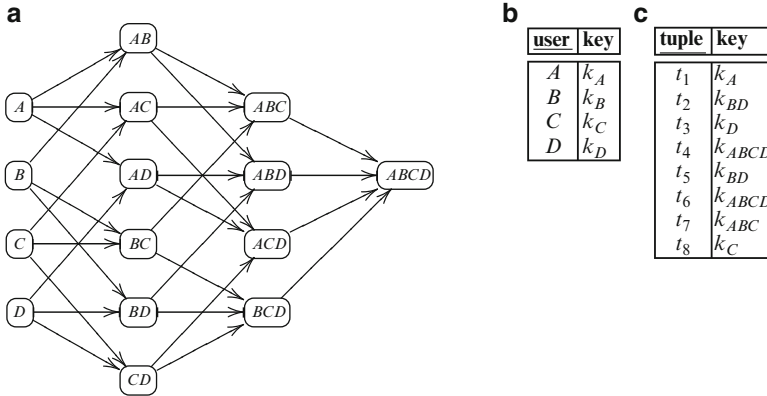 a
b
c
AB
A
AC
ABC
B
AD
ABD
ABCD
C
BC
ACD
D
BD
BCD
CD
user key
A k_A
B k_B
C k_C
D k_D
tuple key
t_1 k_A
t_2 k_BD
t_3 k_D
t_4 k_ABCD
t_5 k_BD
t_6 k_ABCD
t_7 k_ABC
t_8 k_C